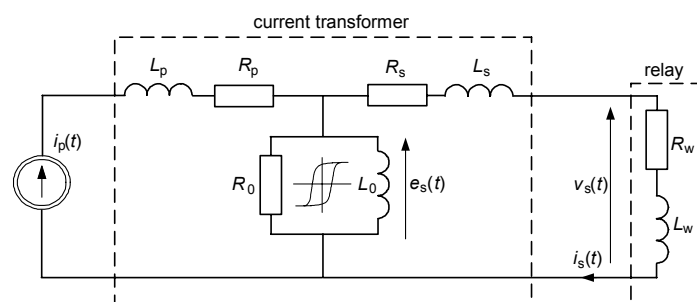 current transformer
relay
Lp
Rp
Rs
Ls
ip(t)
R0
L0
es(t)
vs(t)
Rw
Lw
is(t)